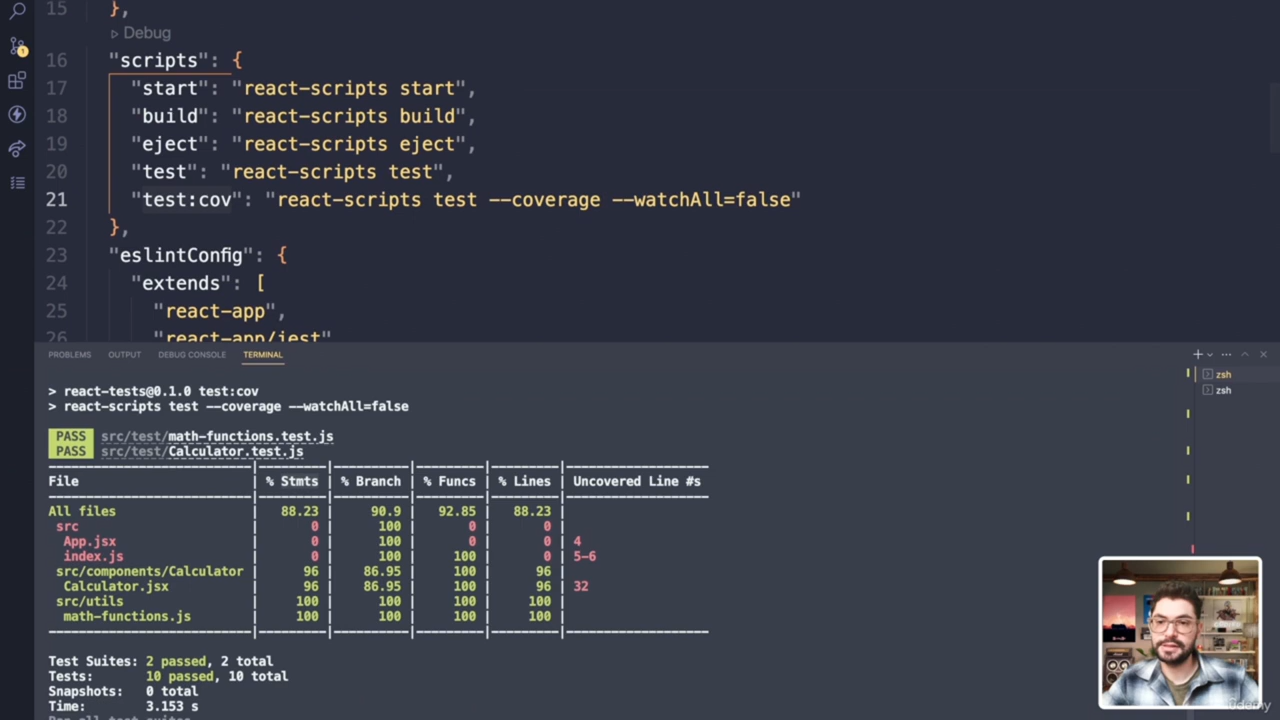 15 },
Debug
16 "scripts": {
17 "start": "react-scripts start",
18 "build": "react-scripts build",
19 "eject": "react-scripts eject",
20 "test": "react-scripts test",
21 "test:cov": "react-scripts test --coverage --watchAll=false"
22 },
23 "eslintConfig": {
24 "extends": [
25 "react-app",
26 "react-app/jest"
PROBLEMS OUTPUT DEBUG CONSOLE TERMINAL
zsh
zsh
> react-tests@0.1.0 test:cov
> react-scripts test --coverage --watchAll=false
PASS src/test/math-functions.test.js
PASS src/test/Calculator.test.js
File | % Stmts | % Branch | % Funcs | % Lines | Uncovered Line #s
All files | 88.23 | 90.9 | 92.85 | 88.23 |
src | 0 | 100 | 0 | 0 |
App.jsx | 0 | 100 | 0 | 0 | 4
index.js | 0 | 100 | 100 | 0 | 5-6
src/components/Calculator | 96 | 86.95 | 100 | 96 |
Calculator.jsx | 96 | 86.95 | 100 | 96 | 32
src/utils | 100 | 100 | 100 | 100 |
math-functions.js | 100 | 100 | 100 | 100 |
Test Suites: 2 passed, 2 total
Tests: 10 passed, 10 total
Snapshots: 0 total
Time: 3.153 s
Ran all test suites
udemy